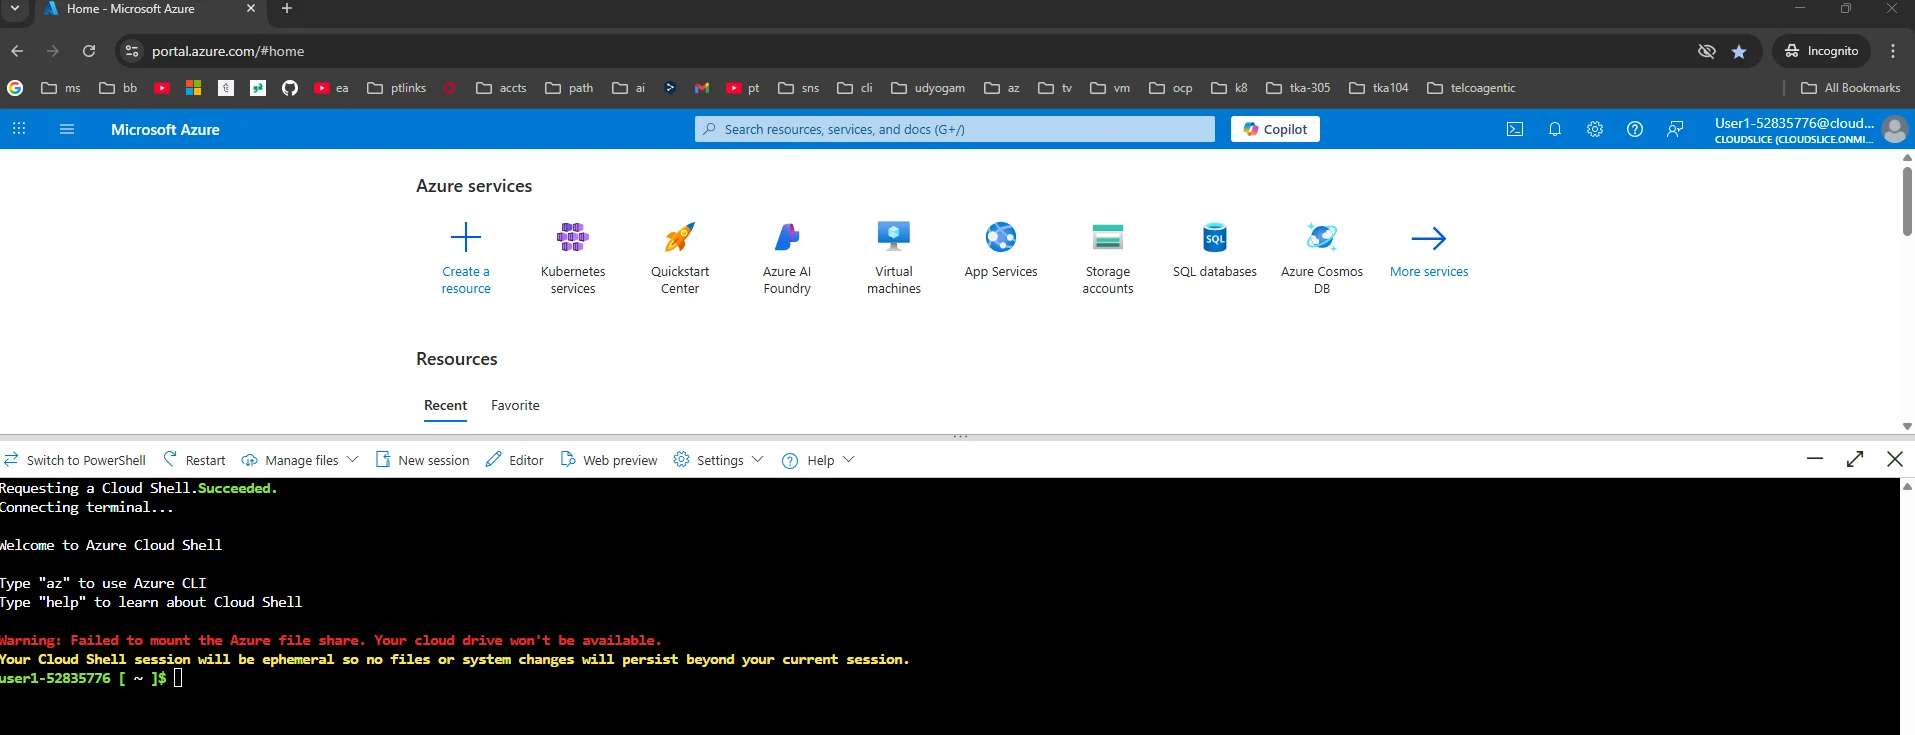 Home - Microsoft Azure
portal.azure.com/#home
Incognito
ms bb ea ptlinks accts path ai pt sns cli udyogam az tv vm ocp k8 tka-305 tka104 telcoagentic All Bookmarks
Microsoft Azure
Search resources, services, and docs (G+/)
Copilot
User1-52835776@cloud...
CLOUDSLICE (CLOUDSLICE.ONMI...
Azure services
Create a resource
Kubernetes services
Quickstart Center
Azure AI Foundry
Virtual machines
App Services
Storage accounts
SQL
SQL databases
Azure Cosmos DB
More services
Resources
Recent Favorite
Switch to PowerShell Restart Manage files New session Editor Web preview Settings Help
Requesting a Cloud Shell.Succeeded.
Connecting terminal...
Welcome to Azure Cloud Shell
Type "az" to use Azure CLI
Type "help" to learn about Cloud Shell
Warning: Failed to mount the Azure file share. Your cloud drive won't be available.
Your Cloud Shell session will be ephemeral so no files or system changes will persist beyond your current session.
user1-52835776 [ ~ ]$